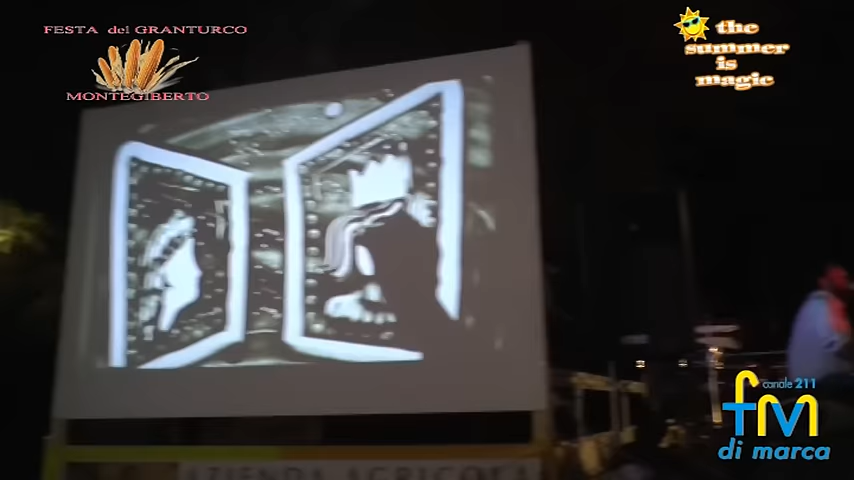 FESTA del GRANTURCO
MONTEGIBERTO
the
summer
is
magic
canale 211
fm
di marca
AZIENDA AGRICOLA